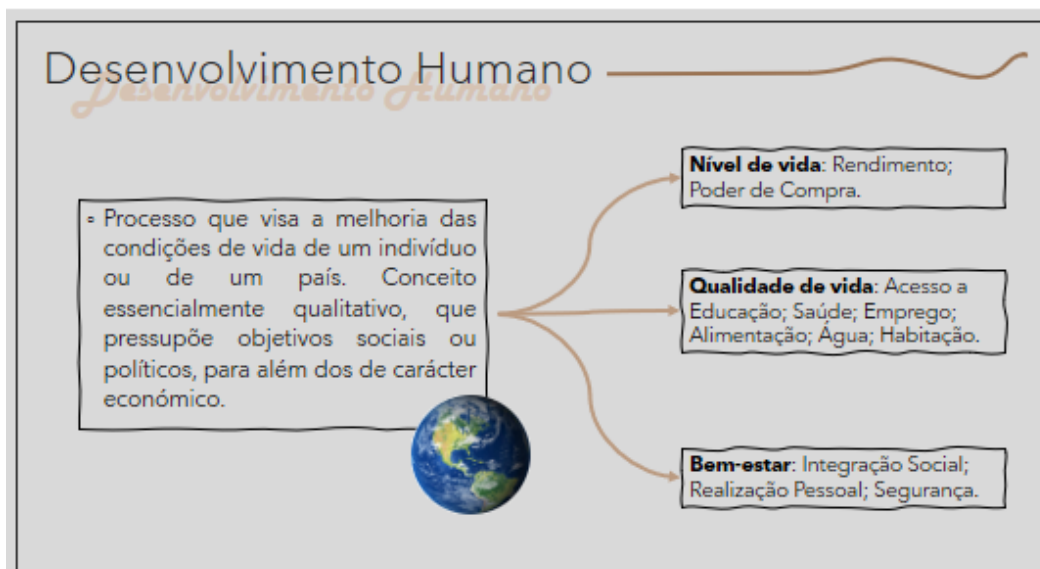 Desenvolvimento Humano
Desenvolvimento Humano
▫ Processo que visa a melhoria das
condições de vida de um indivíduo
ou de um país. Conceito
essencialmente qualitativo, que
pressupõe objetivos sociais ou
políticos, para além dos de carácter
económico.
Nível de vida: Rendimento;
Poder de Compra.
Qualidade de vida: Acesso a
Educação; Saúde; Emprego;
Alimentação; Água; Habitação.
Bem-estar: Integração Social;
Realização Pessoal; Segurança.